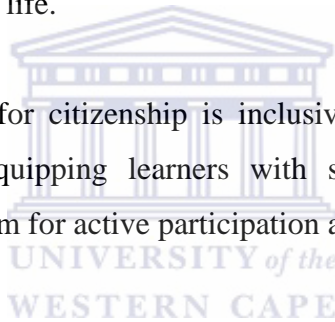 life.
for citizenship is inclusiv
quipping learners with s
m for active participation a
UNIVERSITY of the
WESTERN CAPE